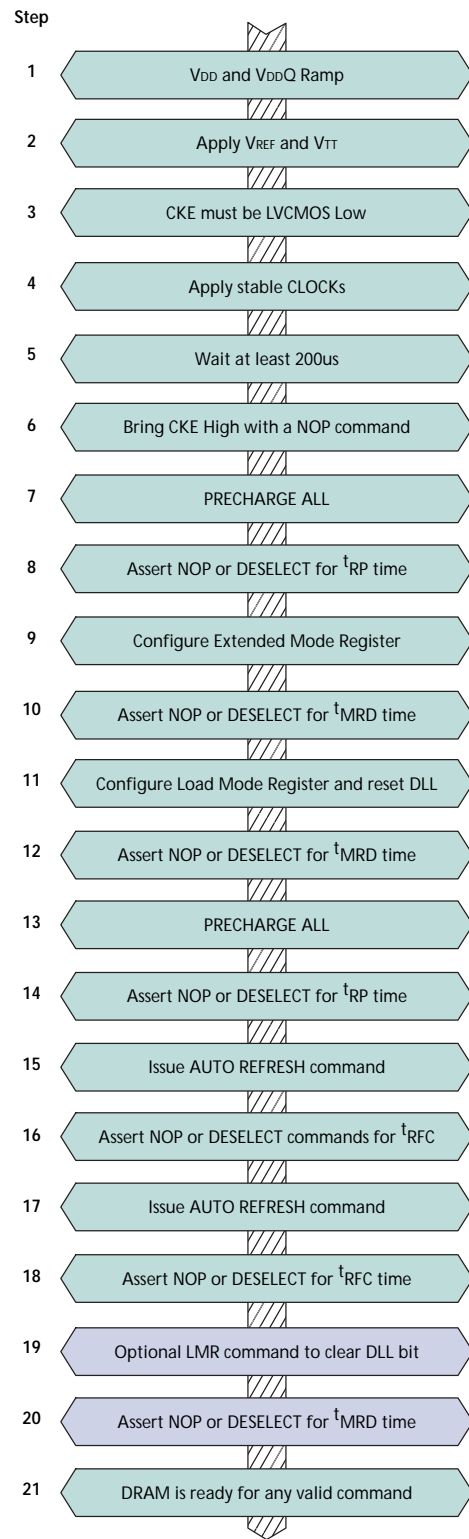 Step
1 VDD and VDDQ Ramp
2 Apply VREF and VTT
3 CKE must be LVCMOS Low
4 Apply stable CLOCKs
5 Wait at least 200us
6 Bring CKE High with a NOP command
7 PRECHARGE ALL
8 Assert NOP or DESELECT for tRP time
9 Configure Extended Mode Register
10 Assert NOP or DESELECT for tMRD time
11 Configure Load Mode Register and reset DLL
12 Assert NOP or DESELECT for tMRD time
13 PRECHARGE ALL
14 Assert NOP or DESELECT for tRP time
15 Issue AUTO REFRESH command
16 Assert NOP or DESELECT commands for tRFC
17 Issue AUTO REFRESH command
18 Assert NOP or DESELECT for tRFC time
19 Optional LMR command to clear DLL bit
20 Assert NOP or DESELECT for tMRD time
21 DRAM is ready for any valid command